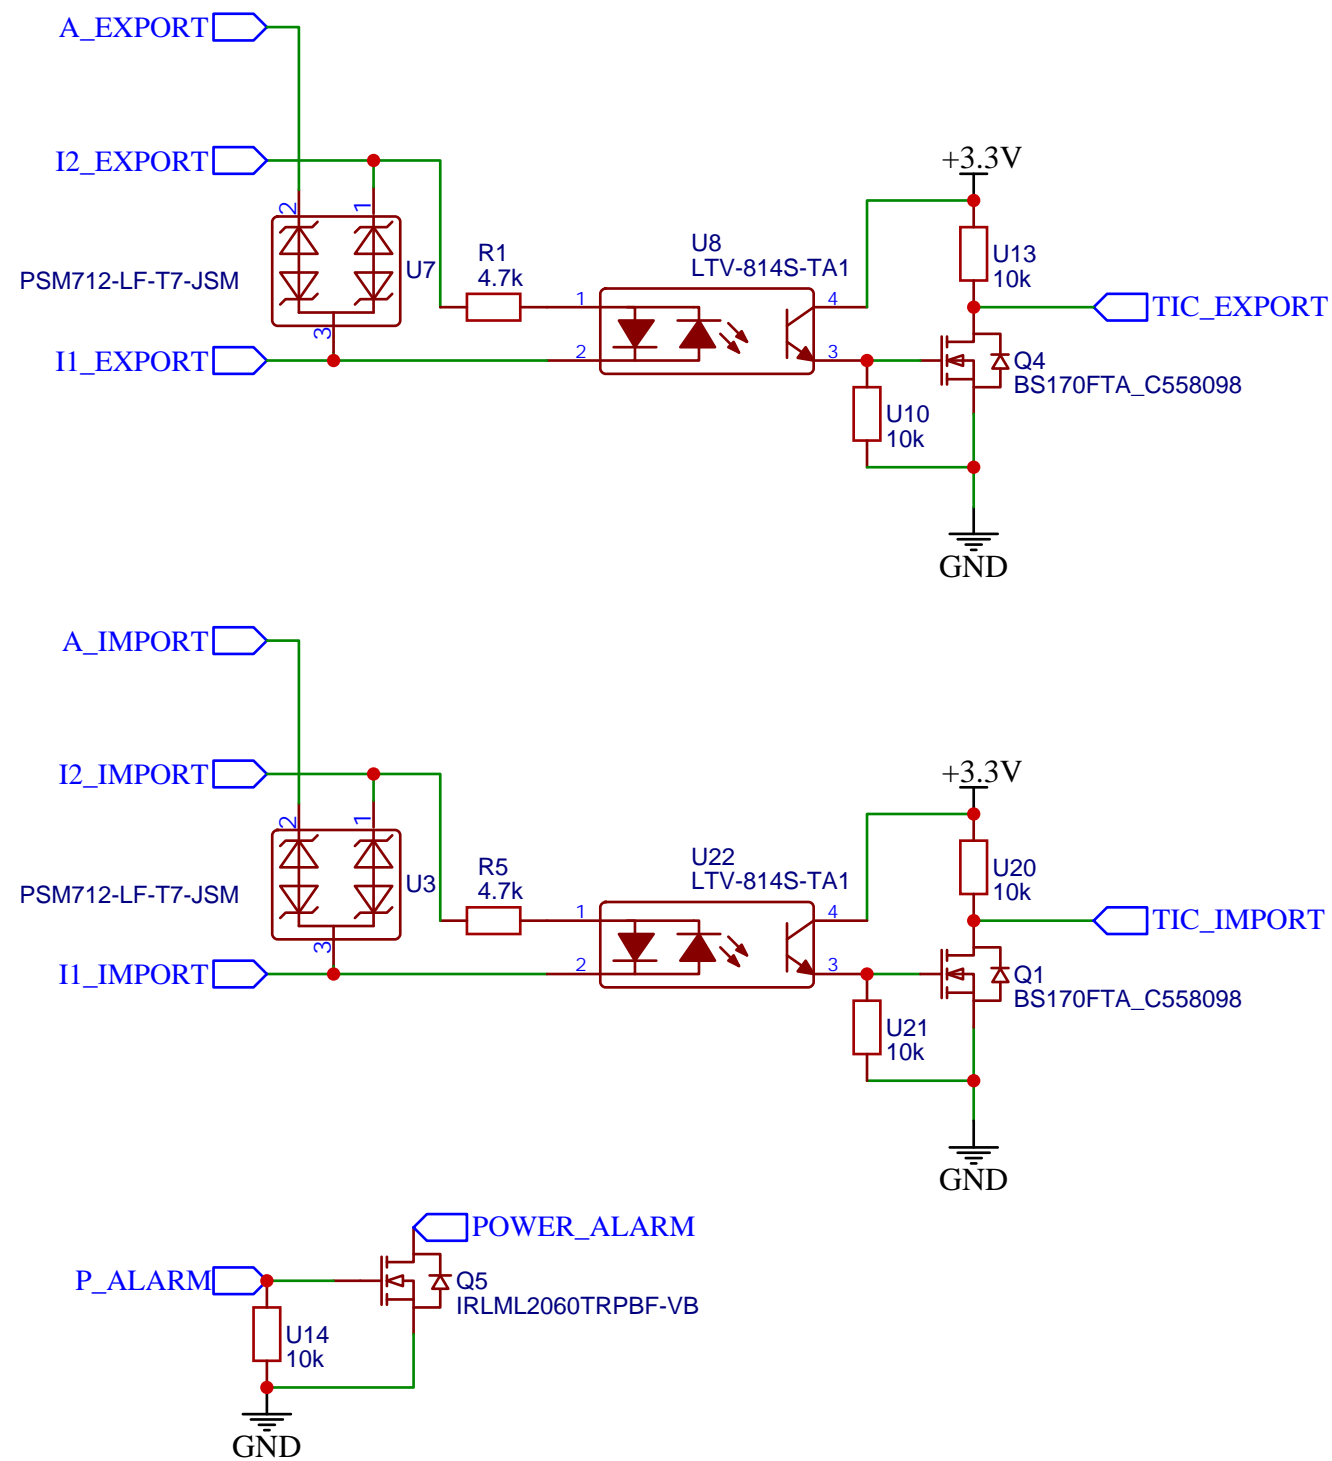 A_EXPORT
I2_EXPORT
+3.3V
2
1
PSM712-LF-T7-JSM
U7
R1
4.7k
U8
LTV-814S-TA1
U13
10k
1
4
TIC_EXPORT
3
I1_EXPORT
2
3
Q4
BS170FTA_C558098
U10
10k
GND
A_IMPORT
I2_IMPORT
+3.3V
2
1
PSM712-LF-T7-JSM
U3
R5
4.7k
U22
LTV-814S-TA1
U20
10k
1
4
TIC_IMPORT
3
I1_IMPORT
2
3
Q1
BS170FTA_C558098
U21
10k
GND
POWER_ALARM
P_ALARM
Q5
IRLML2060TRPBF-VB
U14
10k
GND